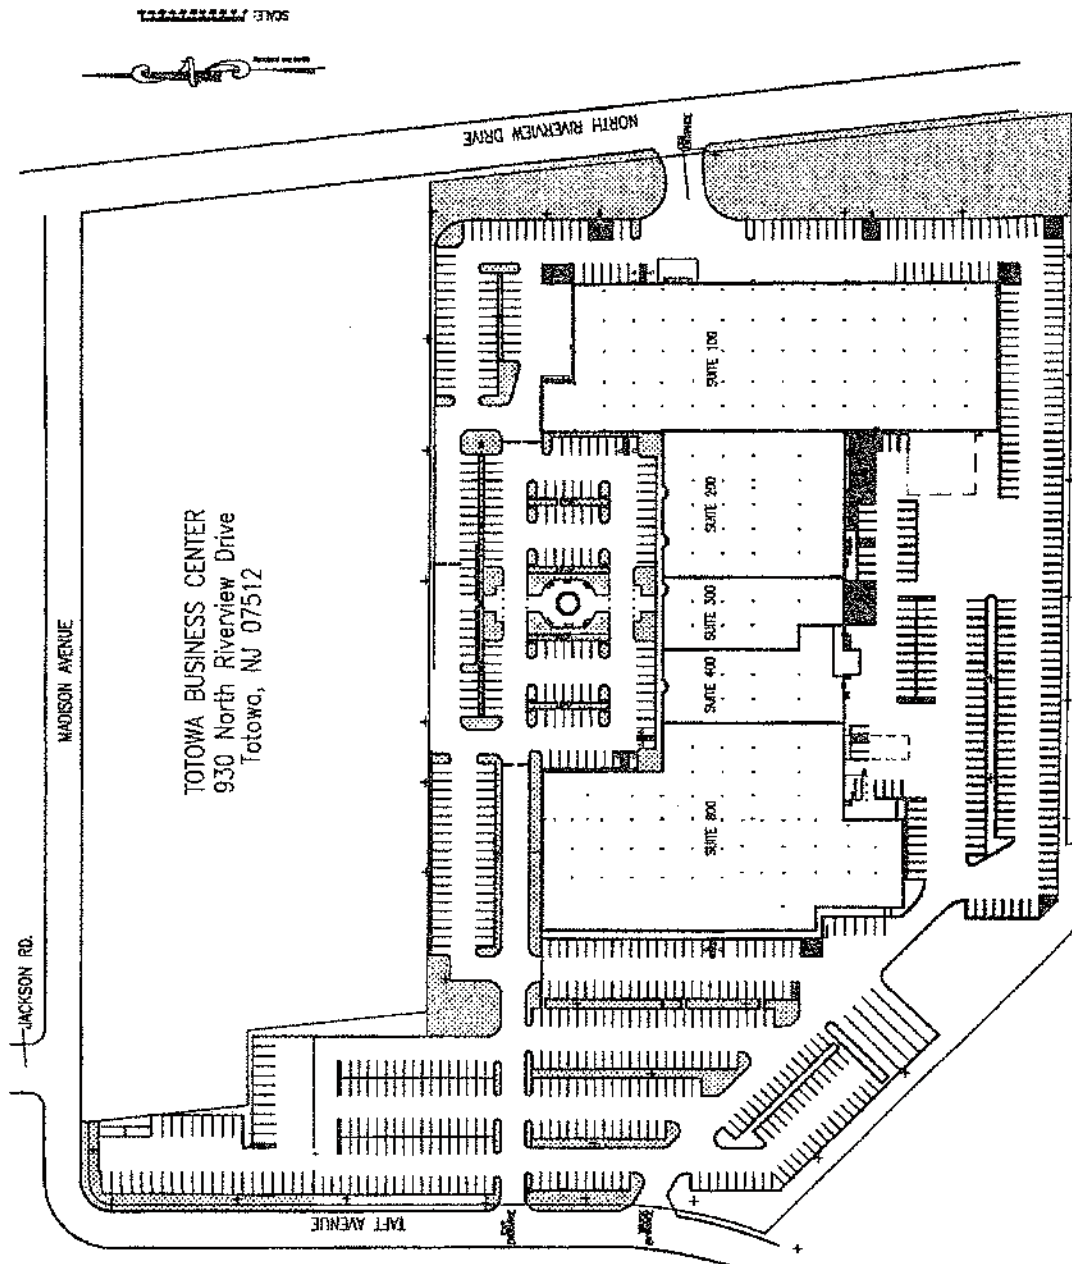 SCALE:
NORTH RIVERVIEW DRIVE
MADISON AVENUE
JACKSON RD.
TOTOWA BUSINESS CENTER
930 North Riverview Drive
Totowa, NJ 07512
SUITE 100
SUITE 200
SUITE 300
SUITE 400
SUITE 800
TAFT AVENUE